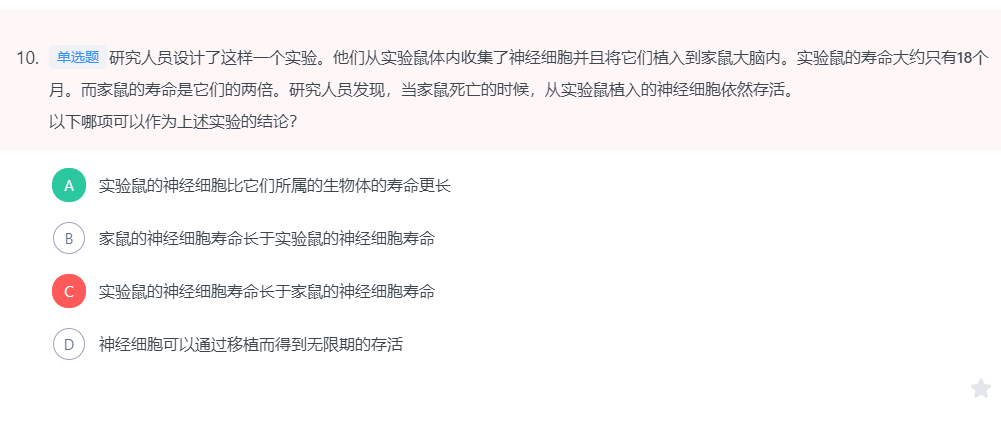 10. 单选题 研究人员设计了这样一个实验。他们从实验鼠体内收集了神经细胞并且将它们植入到家鼠大脑内。实验鼠的寿命大约只有18个
月。而家鼠的寿命是它们的两倍。研究人员发现，当家鼠死亡的时候，从实验鼠植入的神经细胞依然存活。
以下哪项可以作为上述实验的结论？
A 实验鼠的神经细胞比它们所属的生物体的寿命更长
B 家鼠的神经细胞寿命长于实验鼠的神经细胞寿命
C 实验鼠的神经细胞寿命长于家鼠的神经细胞寿命
D 神经细胞可以通过移植而得到无限期的存活